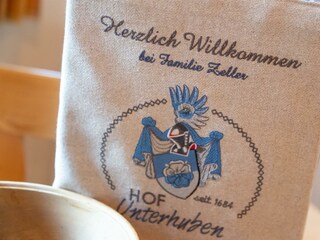 Herzlich Willkommen
bei Familie Zeller
HOF seit 1684
Unterhuben